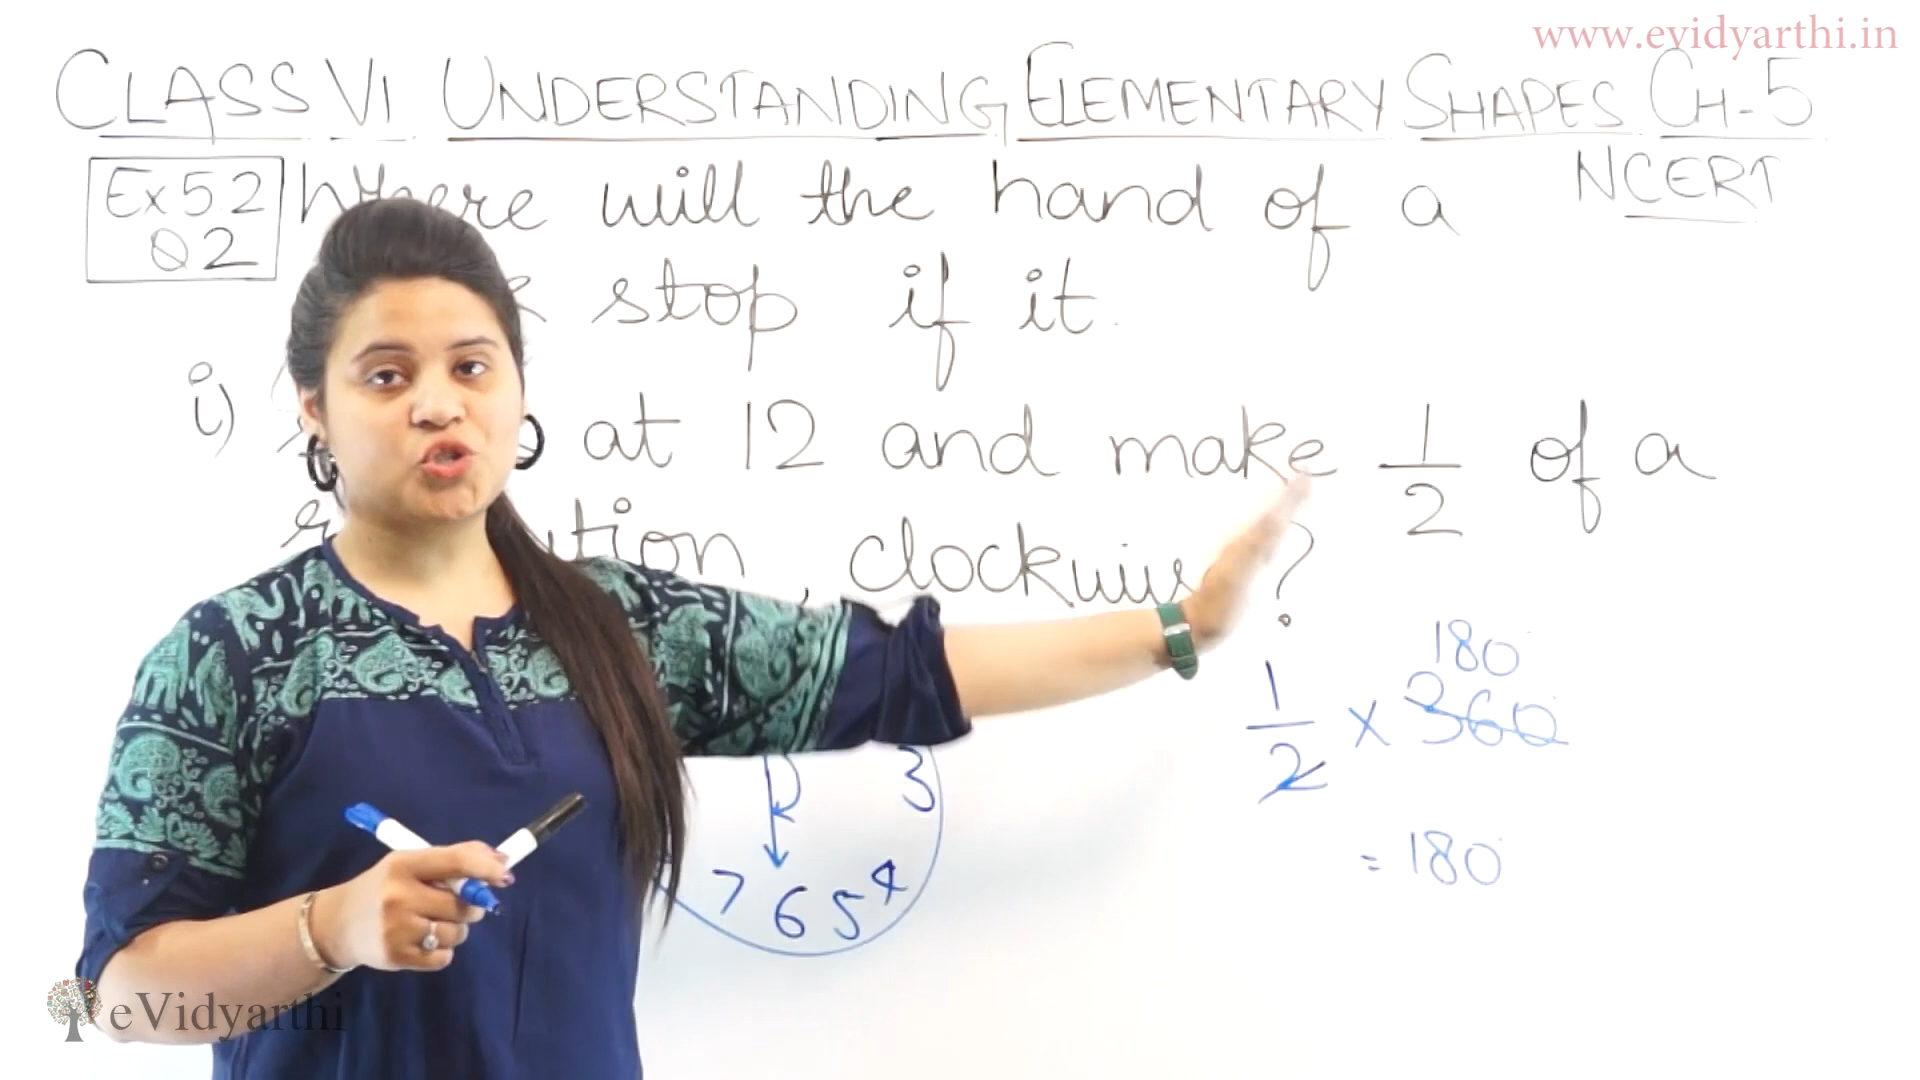 www.evidyarthi.in
CLASS VI UNDERSTANDING ELEMENTARY SHAPES CH-5
NCERT
Ex 5.2
Q2
Where will the hand of a
stop if it.
i) at 12 and make 1/2 of a
, clockwise ?
1/2 × 360
180
= 180
3
7 6 5 4
eVidyarthi